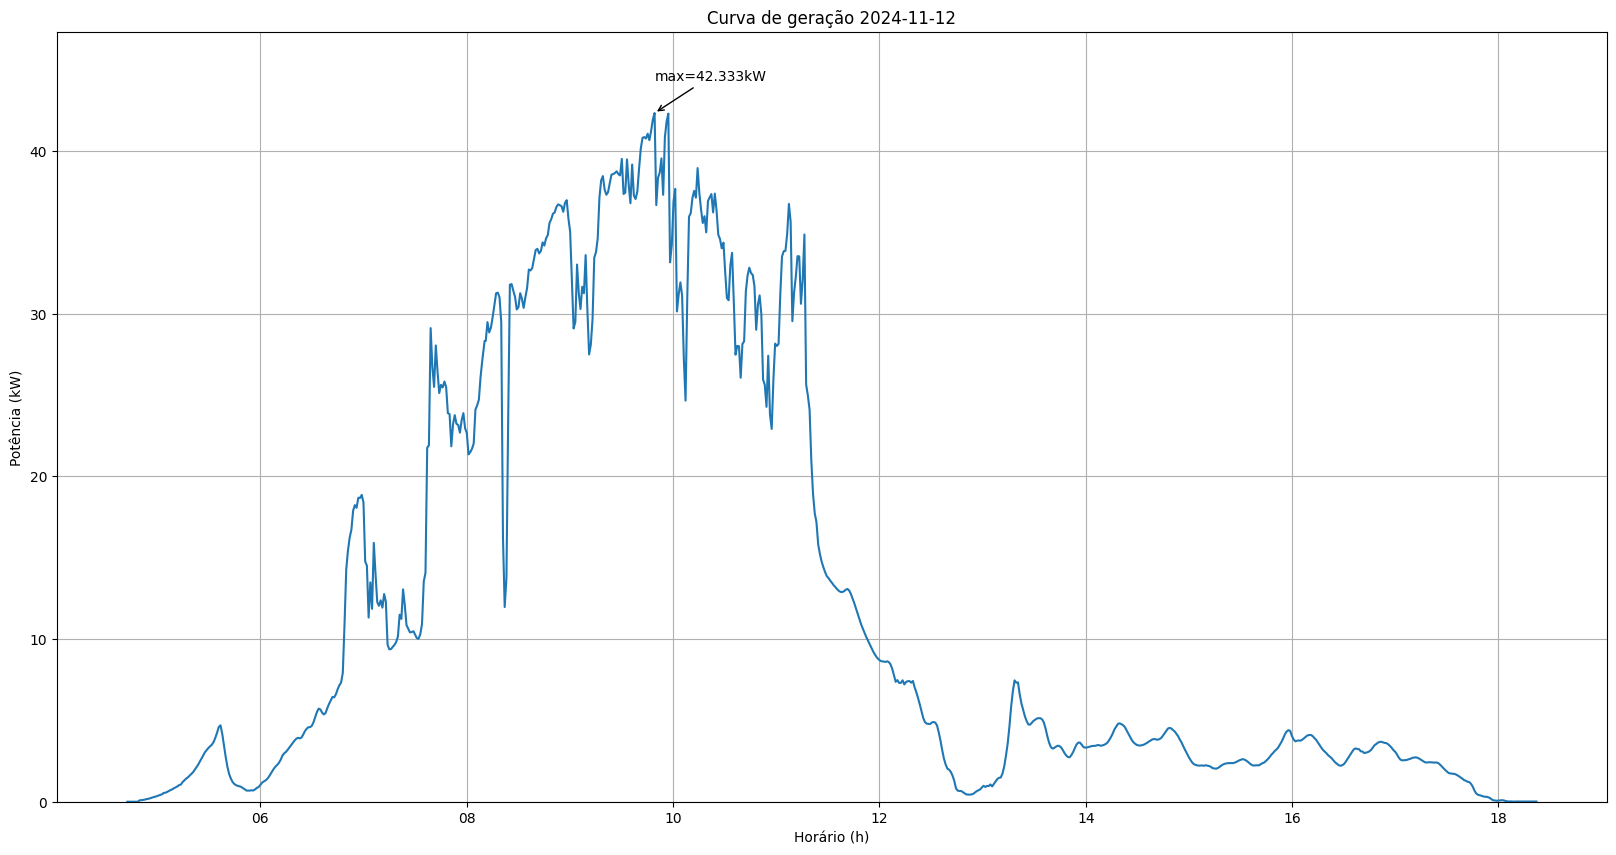 Curva de geração 2024-11-12
max=42.333kW
Potência (kW)
40
30
20
10
0
06 08 10 12 14 16 18
Horário (h)